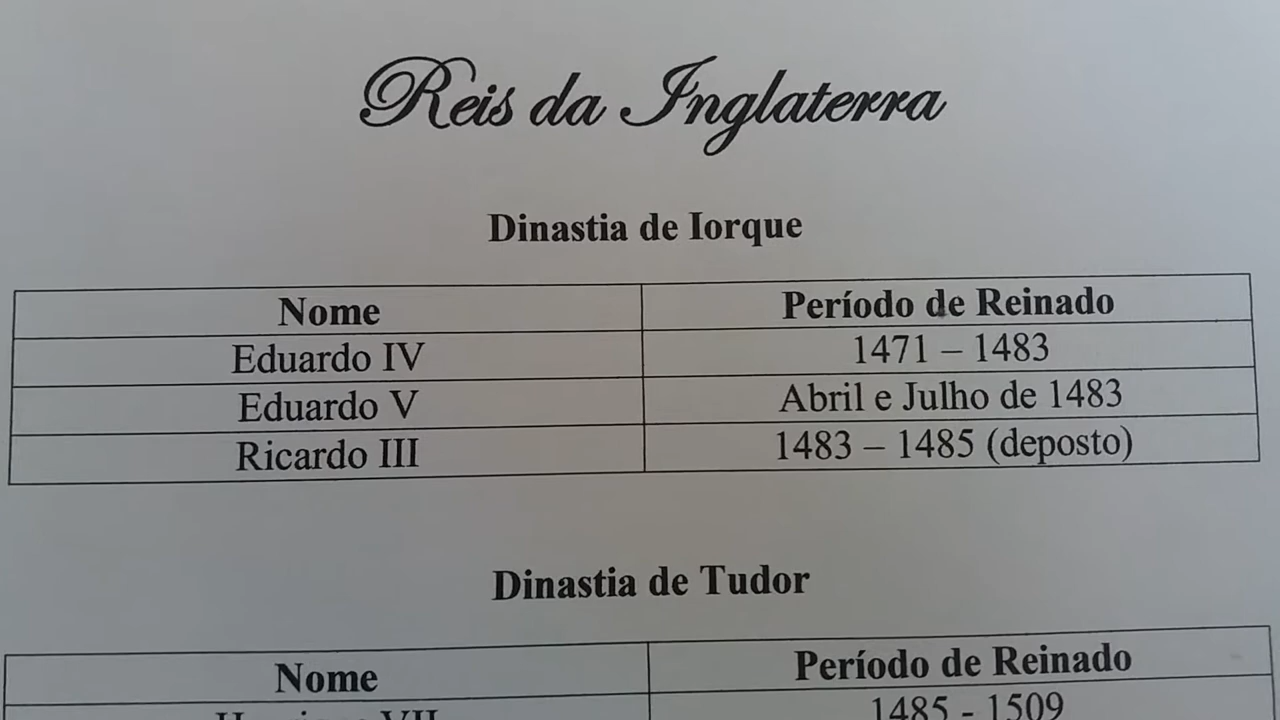 Reis da Inglaterra
Dinastia de Iorque
Nome Período de Reinado
Eduardo IV 1471 – 1483
Eduardo V Abril e Julho de 1483
Ricardo III 1483 – 1485 (deposto)
Dinastia de Tudor
Nome Período de Reinado
VII 1485 - 1509